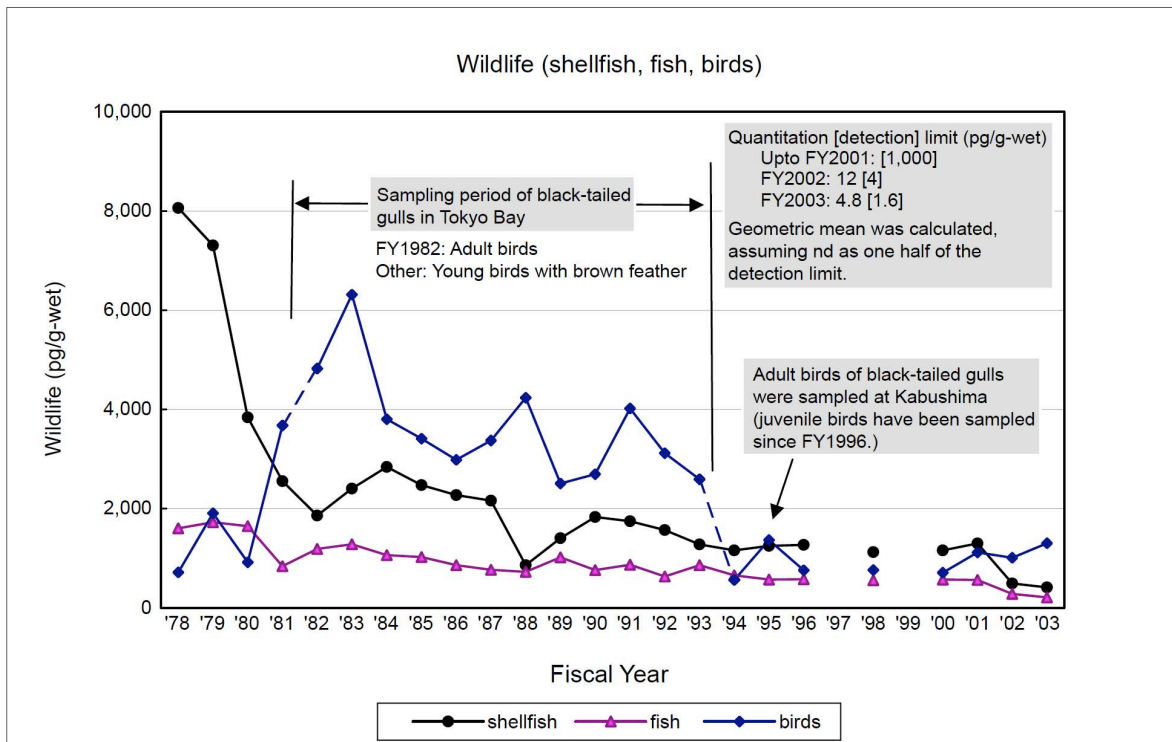 Wildlife (shellfish, fish, birds)
Wildlife (pg/g-wet)
10,000
8,000
6,000
4,000
2,000
0
Sampling period of black-tailed
gulls in Tokyo Bay
FY1982: Adult birds
Other: Young birds with brown feather
Quantitation [detection] limit (pg/g-wet)
Upto FY2001: [1,000]
FY2002: 12 [4]
FY2003: 4.8 [1.6]
Geometric mean was calculated,
assuming nd as one half of the
detection limit.
Adult birds of black-tailed gulls
were sampled at Kabushima
(juvenile birds have been sampled
since FY1996.)
'78 '79 '80 '81 '82 '83 '84 '85 '86 '87 '88 '89 '90 '91 '92 '93 '94 '95 '96 '97 '98 '99 '00 '01 '02 '03
Fiscal Year
shellfish fish birds